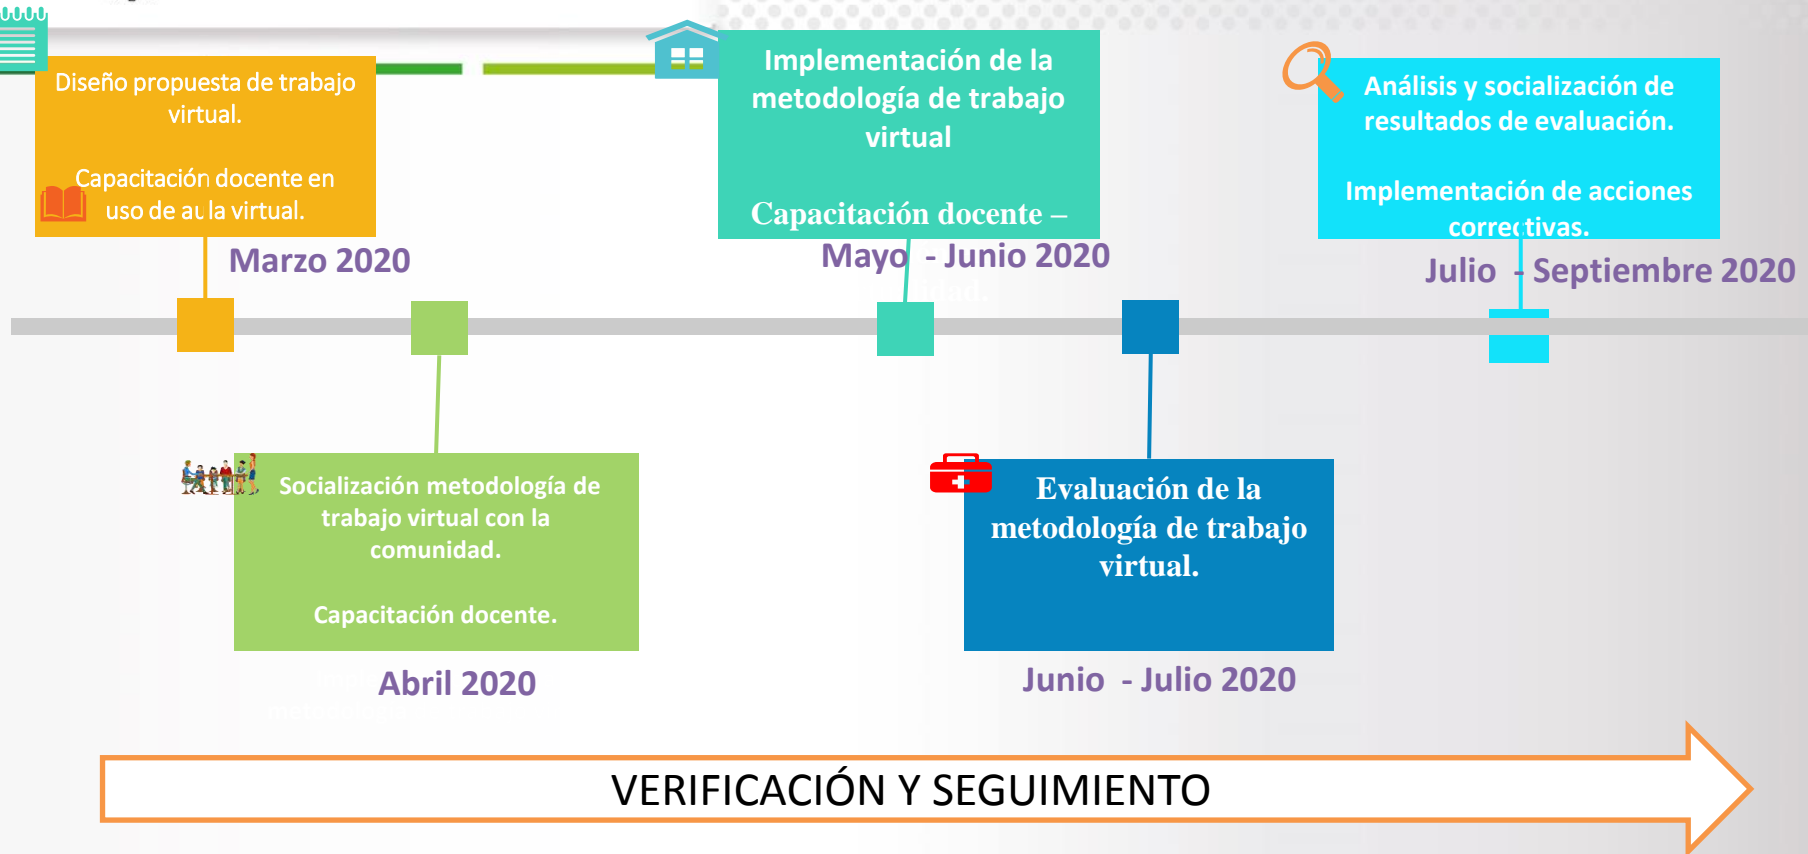 Diseño propuesta de trabajo
virtual.
Capacitación docente en
uso de aula virtual.
Marzo 2020
Implementación de la
metodología de trabajo
virtual
Capacitación docente –
Mayo - Junio 2020
Análisis y socialización de
resultados de evaluación.
Implementación de acciones
correctivas.
Julio - Septiembre 2020
Socialización metodología de
trabajo virtual con la
comunidad.
Capacitación docente.
Abril 2020
Evaluación de la
metodología de trabajo
virtual.
Junio - Julio 2020
VERIFICACIÓN Y SEGUIMIENTO